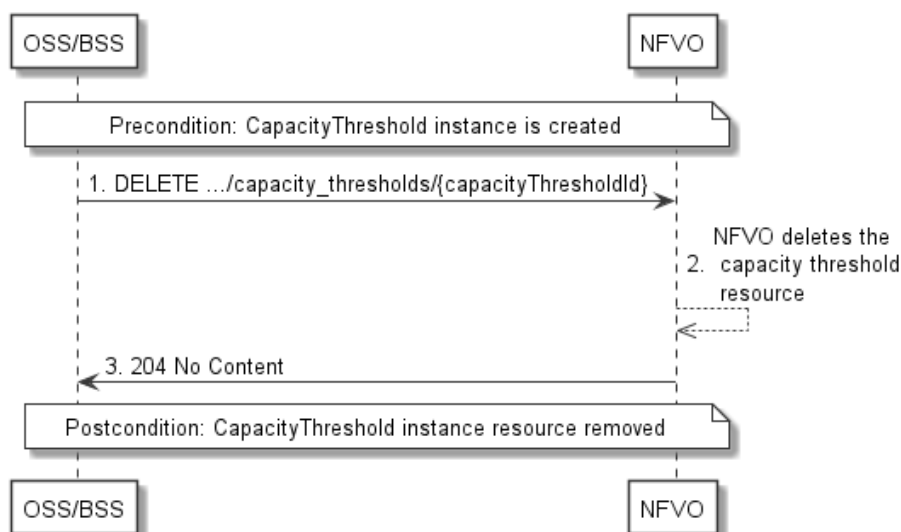 OSS/BSS
NFVO
Precondition: CapacityThreshold instance is created
1. DELETE .../capacity_thresholds/{capacityThresholdId}
NFVO deletes the
2. capacity threshold
resource
3. 204 No Content
Postcondition: CapacityThreshold instance resource removed
OSS/BSS
NFVO